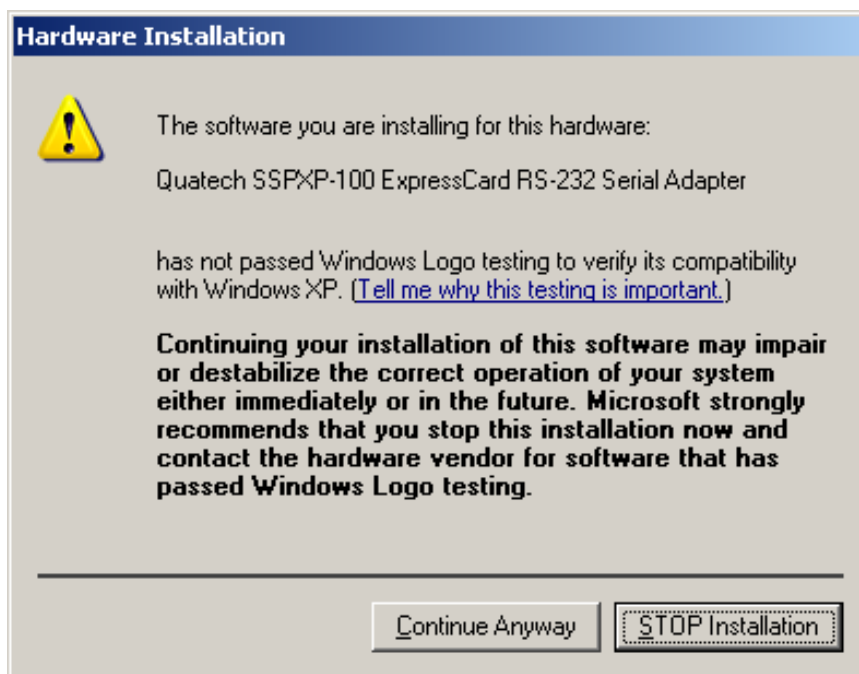 Hardware Installation
The software you are installing for this hardware:
Quatech SSPXP-100 ExpressCard RS-232 Serial Adapter
has not passed Windows Logo testing to verify its compatibility
with Windows XP. (Tell me why this testing is important.)
Continuing your installation of this software may impair
or destabilize the correct operation of your system
either immediately or in the future. Microsoft strongly
recommends that you stop this installation now and
contact the hardware vendor for software that has
passed Windows Logo testing.
Continue Anyway STOP Installation